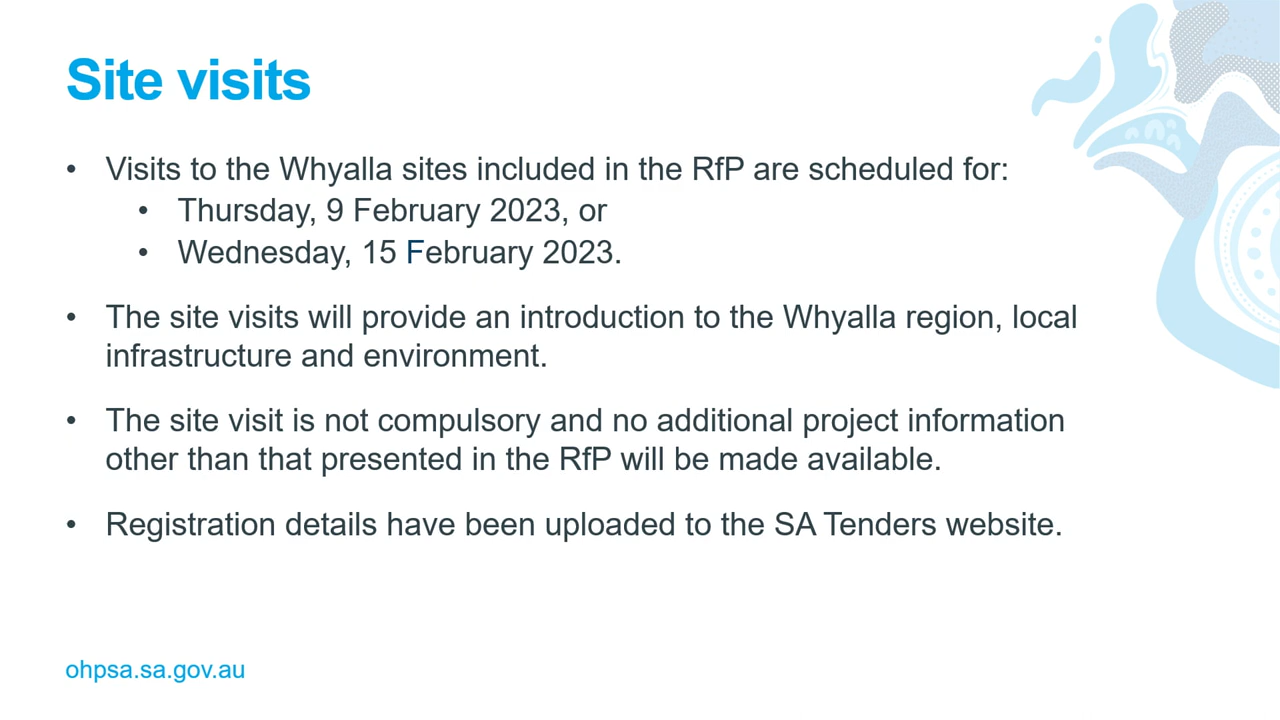 Site visits
• Visits to the Whyalla sites included in the RfP are scheduled for:
• Thursday, 9 February 2023, or
• Wednesday, 15 February 2023.
• The site visits will provide an introduction to the Whyalla region, local
infrastructure and environment.
• The site visit is not compulsory and no additional project information
other than that presented in the RfP will be made available.
• Registration details have been uploaded to the SA Tenders website.
ohpsa.sa.gov.au